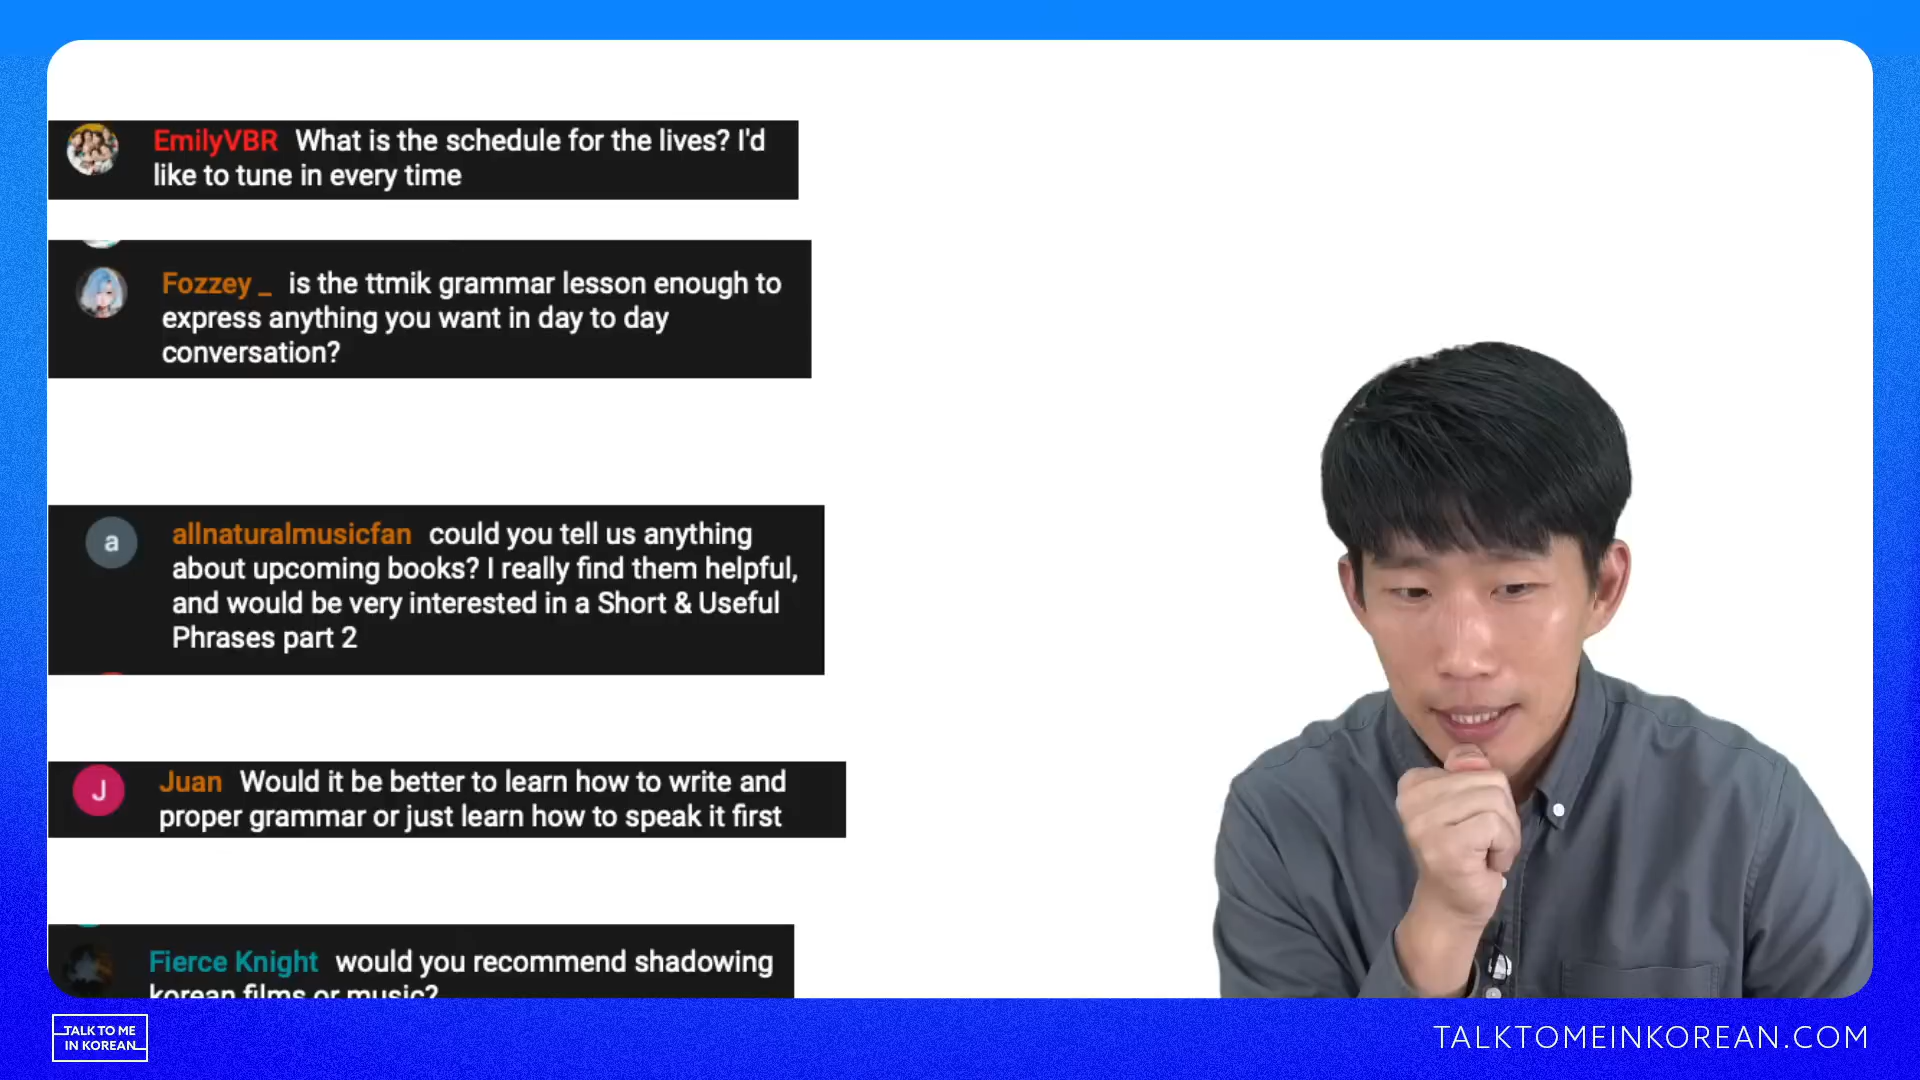 EmilyVBR What is the schedule for the lives? I'd
like to tune in every time
Fozzey _ is the ttmik grammar lesson enough to
express anything you want in day to day
conversation?
a
allnaturalmusicfan could you tell us anything
about upcoming books? I really find them helpful,
and would be very interested in a Short & Useful
Phrases part 2
J
Juan Would it be better to learn how to write and
proper grammar or just learn how to speak it first
Fierce Knight would you recommend shadowing
korean films or music?
TALK TO ME
IN KOREAN
TALKTOMEINKOREAN.COM